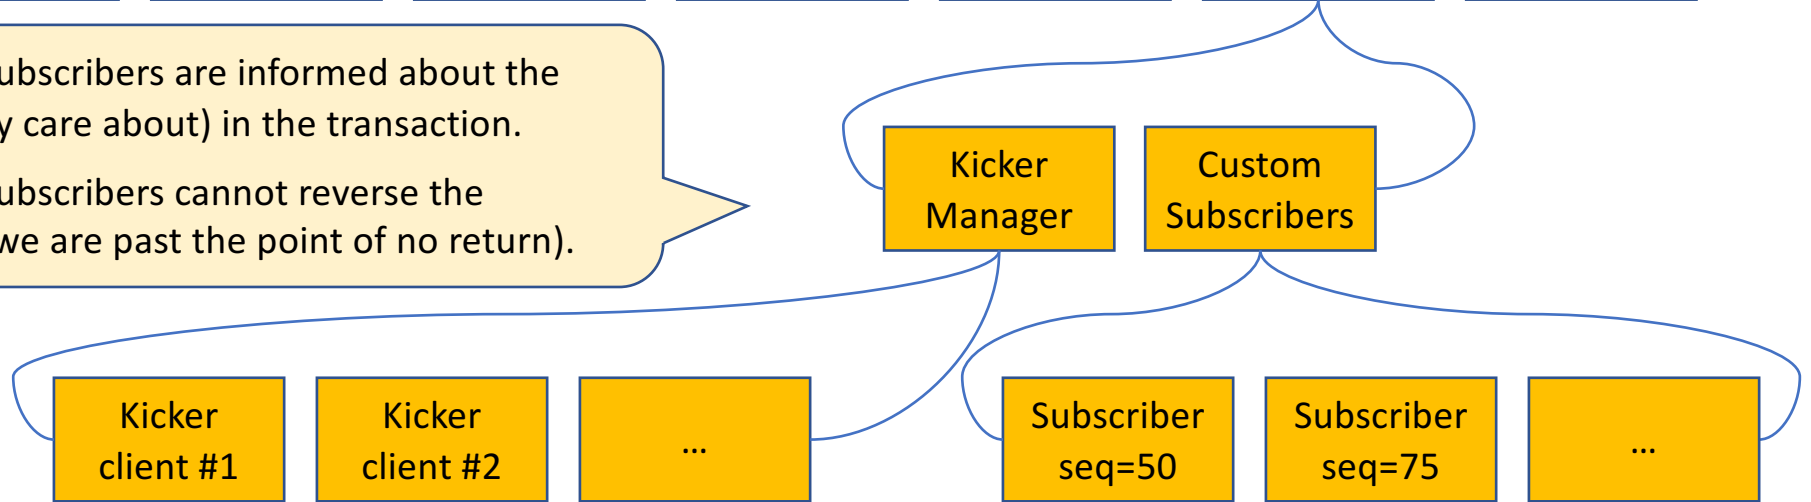 ubscribers are informed about the
y care about) in the transaction.
ubscribers cannot reverse the
we are past the point of no return).
Kicker
Manager
Custom
Subscribers
Kicker
client #1
Kicker
client #2
…
Subscriber
seq=50
Subscriber
seq=75
…